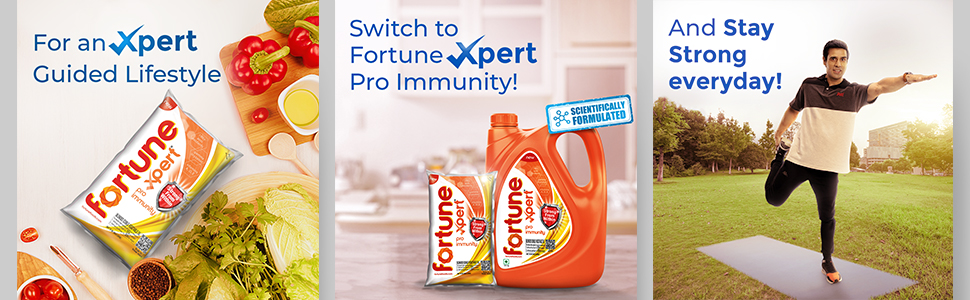 For an Xpert
Guided Lifestyle
fortune
xpert
pro
immunity
Switch to
Fortune Xpert
Pro Immunity!
SCIENTIFICALLY
FORMULATED
fortune
xpert
pro
immunity
new
fortune
xpert
pro
immunity
And Stay
Strong
everyday!